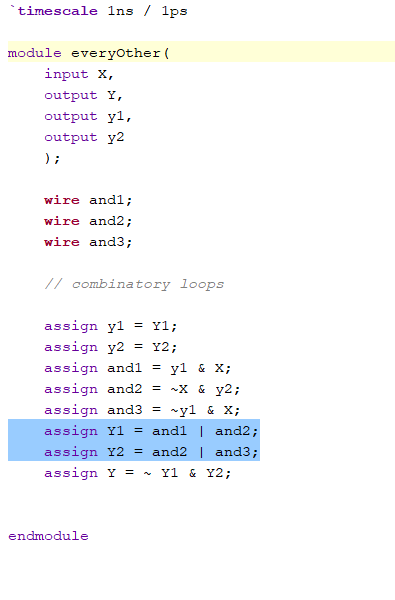 `timescale 1ns / 1ps
module everyOther(
input X,
output Y,
output y1,
output y2
);
wire and1;
wire and2;
wire and3;
// combinatory loops
assign y1 = Y1;
assign y2 = Y2;
assign and1 = y1 & X;
assign and2 = ~X & y2;
assign and3 = ~y1 & X;
assign Y1 = and1 | and2;
assign Y2 = and2 | and3;
assign Y = ~ Y1 & Y2;
endmodule